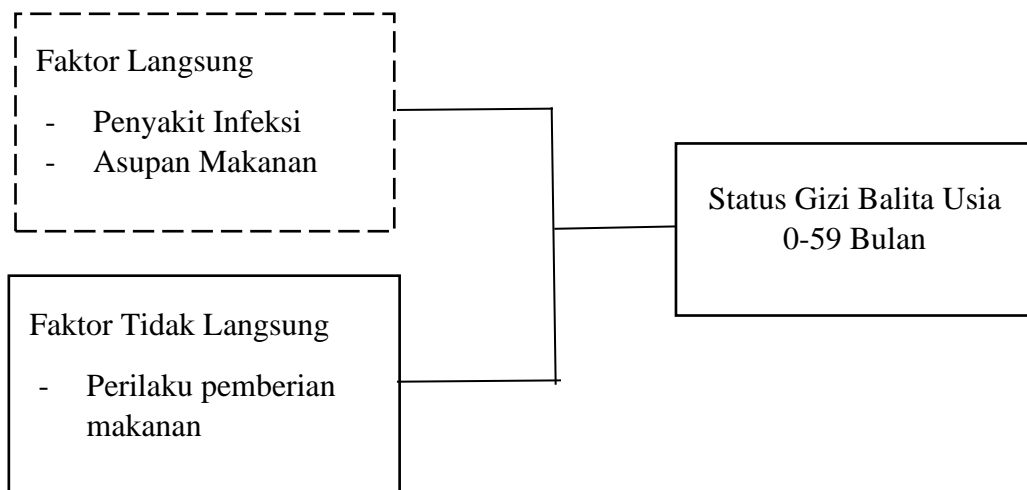 Faktor Langsung
- Penyakit Infeksi
- Asupan Makanan
Status Gizi Balita Usia
0-59 Bulan
Faktor Tidak Langsung
- Perilaku pemberian
makanan